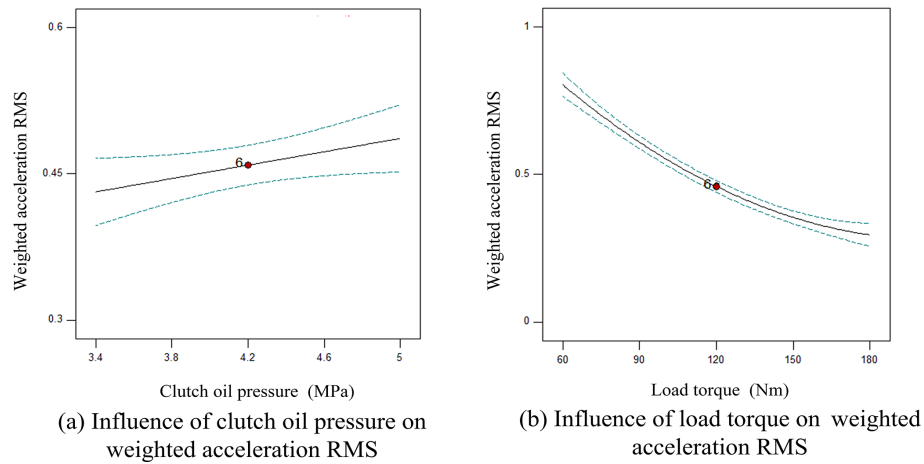 Weighted acceleration RMS
0.6
0.45
0.3
6
3.4 3.8 4.2 4.6 5
Clutch oil pressure (MPa)
(a) Influence of clutch oil pressure on
weighted acceleration RMS
Weighted acceleration RMS
1
0.5
0
6
60 90 120 150 180
Load torque (Nm)
(b) Influence of load torque on weighted
acceleration RMS